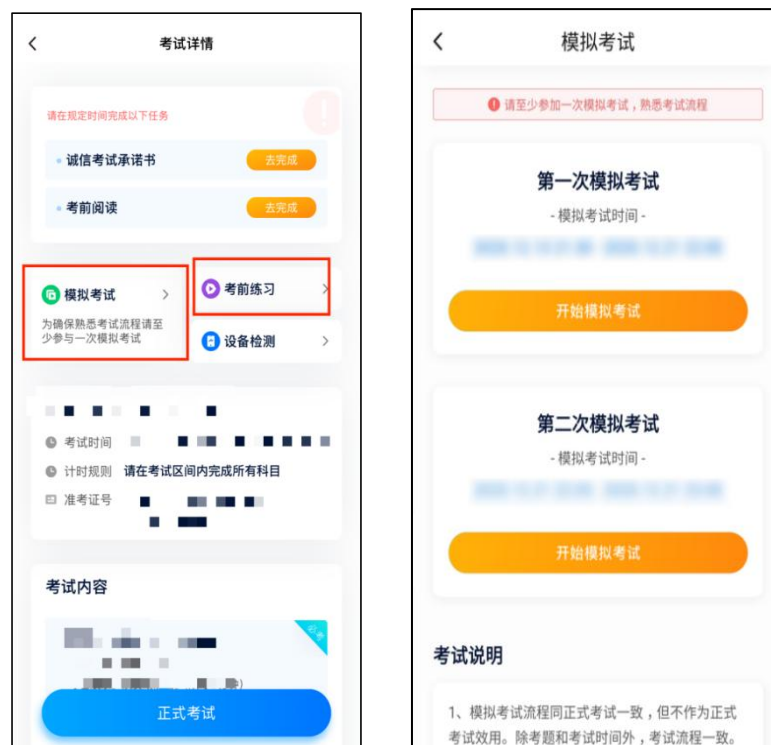 考试详情
请在规定时间完成以下任务
诚信考试承诺书
去完成
考前阅读
去完成
模拟考试
为确保熟悉考试流程请至
少参与一次模拟考试
考前练习
设备检测
考试时间
计时规则 请在考试区间内完成所有科目
准考证号
考试内容
必考
正式考试
模拟考试
请至少参加一次模拟考试，熟悉考试流程
第一次模拟考试
- 模拟考试时间 -
开始模拟考试
第二次模拟考试
- 模拟考试时间 -
开始模拟考试
考试说明
1、模拟考试流程同正式考试一致，但不作为正式
考试效用。除考题和考试时间外，考试流程一致。